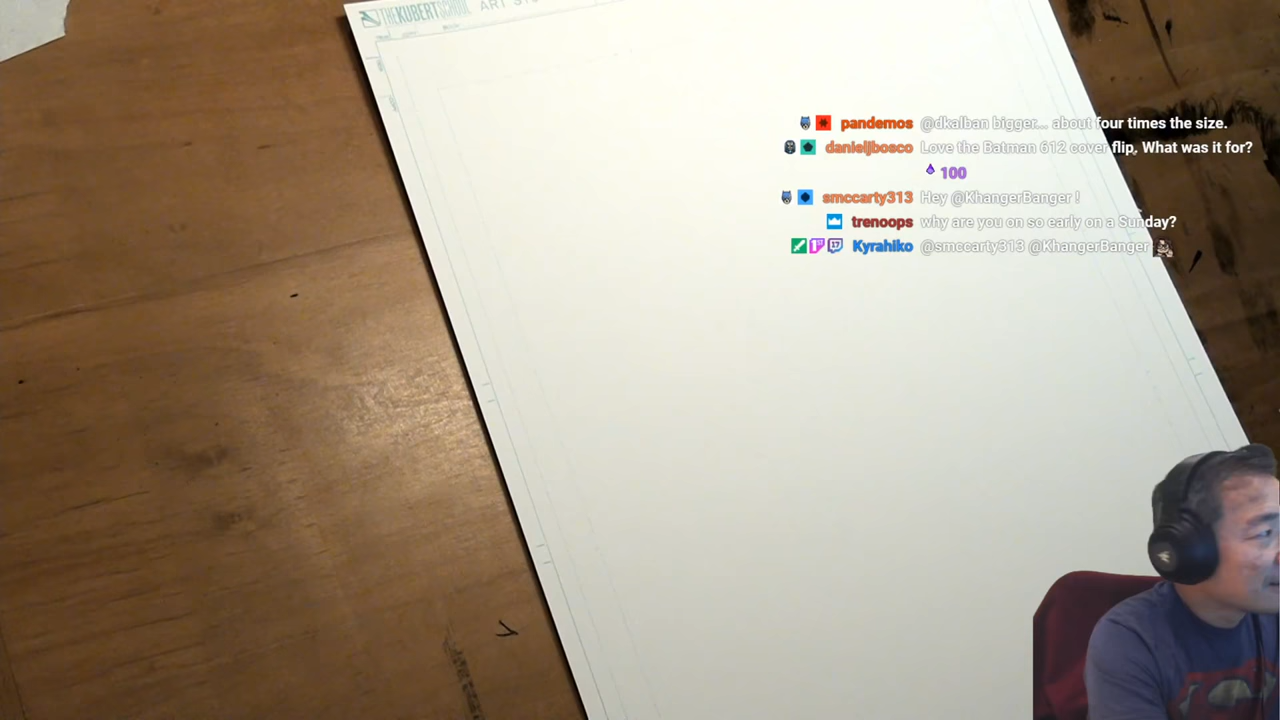 THE KUBERT SCHOOL ART
pandemos @dkalban bigger... about four times the size.
danieljbosco Love the Batman 612 cover flip, What was it for?
100
smccarty313 Hey @KhangerBanger !
trenoops why are you on so early on a Sunday?
Kyrahiko @smccarty313 @KhangerBanger